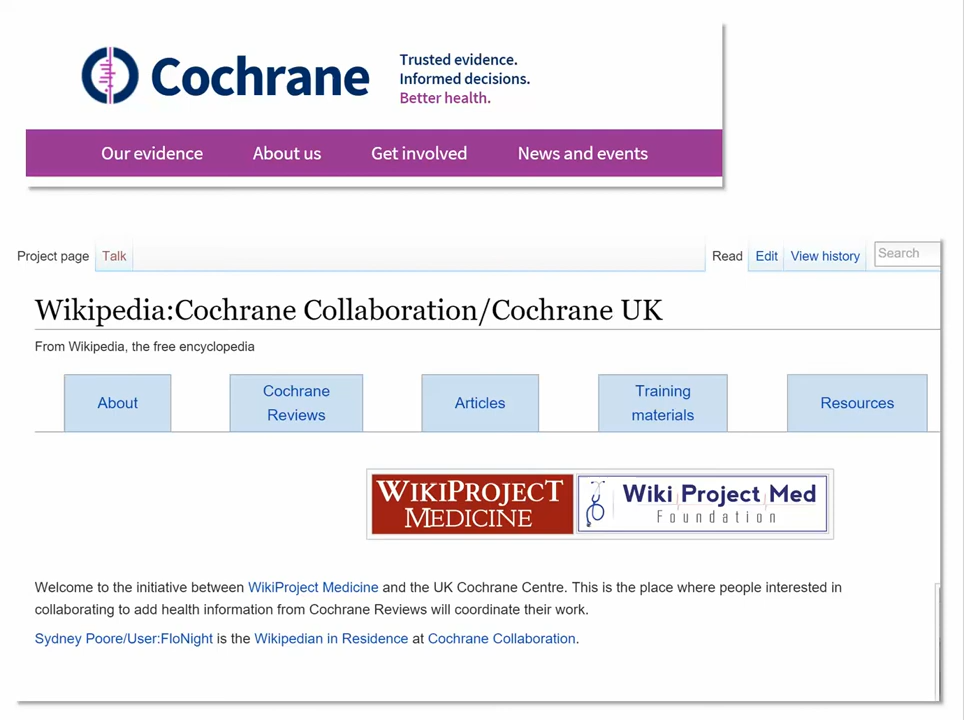 Cochrane
Trusted evidence.
Informed decisions.
Better health.
Our evidence About us Get involved News and events
Project page Talk Read Edit View history Search
Wikipedia:Cochrane Collaboration/Cochrane UK
From Wikipedia, the free encyclopedia
About
Cochrane
Reviews
Articles
Training
materials
Resources
WIKIPROJECT
MEDICINE
Wiki Project Med
Foundation
Welcome to the initiative between WikiProject Medicine and the UK Cochrane Centre. This is the place where people interested in
collaborating to add health information from Cochrane Reviews will coordinate their work.
Sydney Poore/User:FloNight is the Wikipedian in Residence at Cochrane Collaboration.